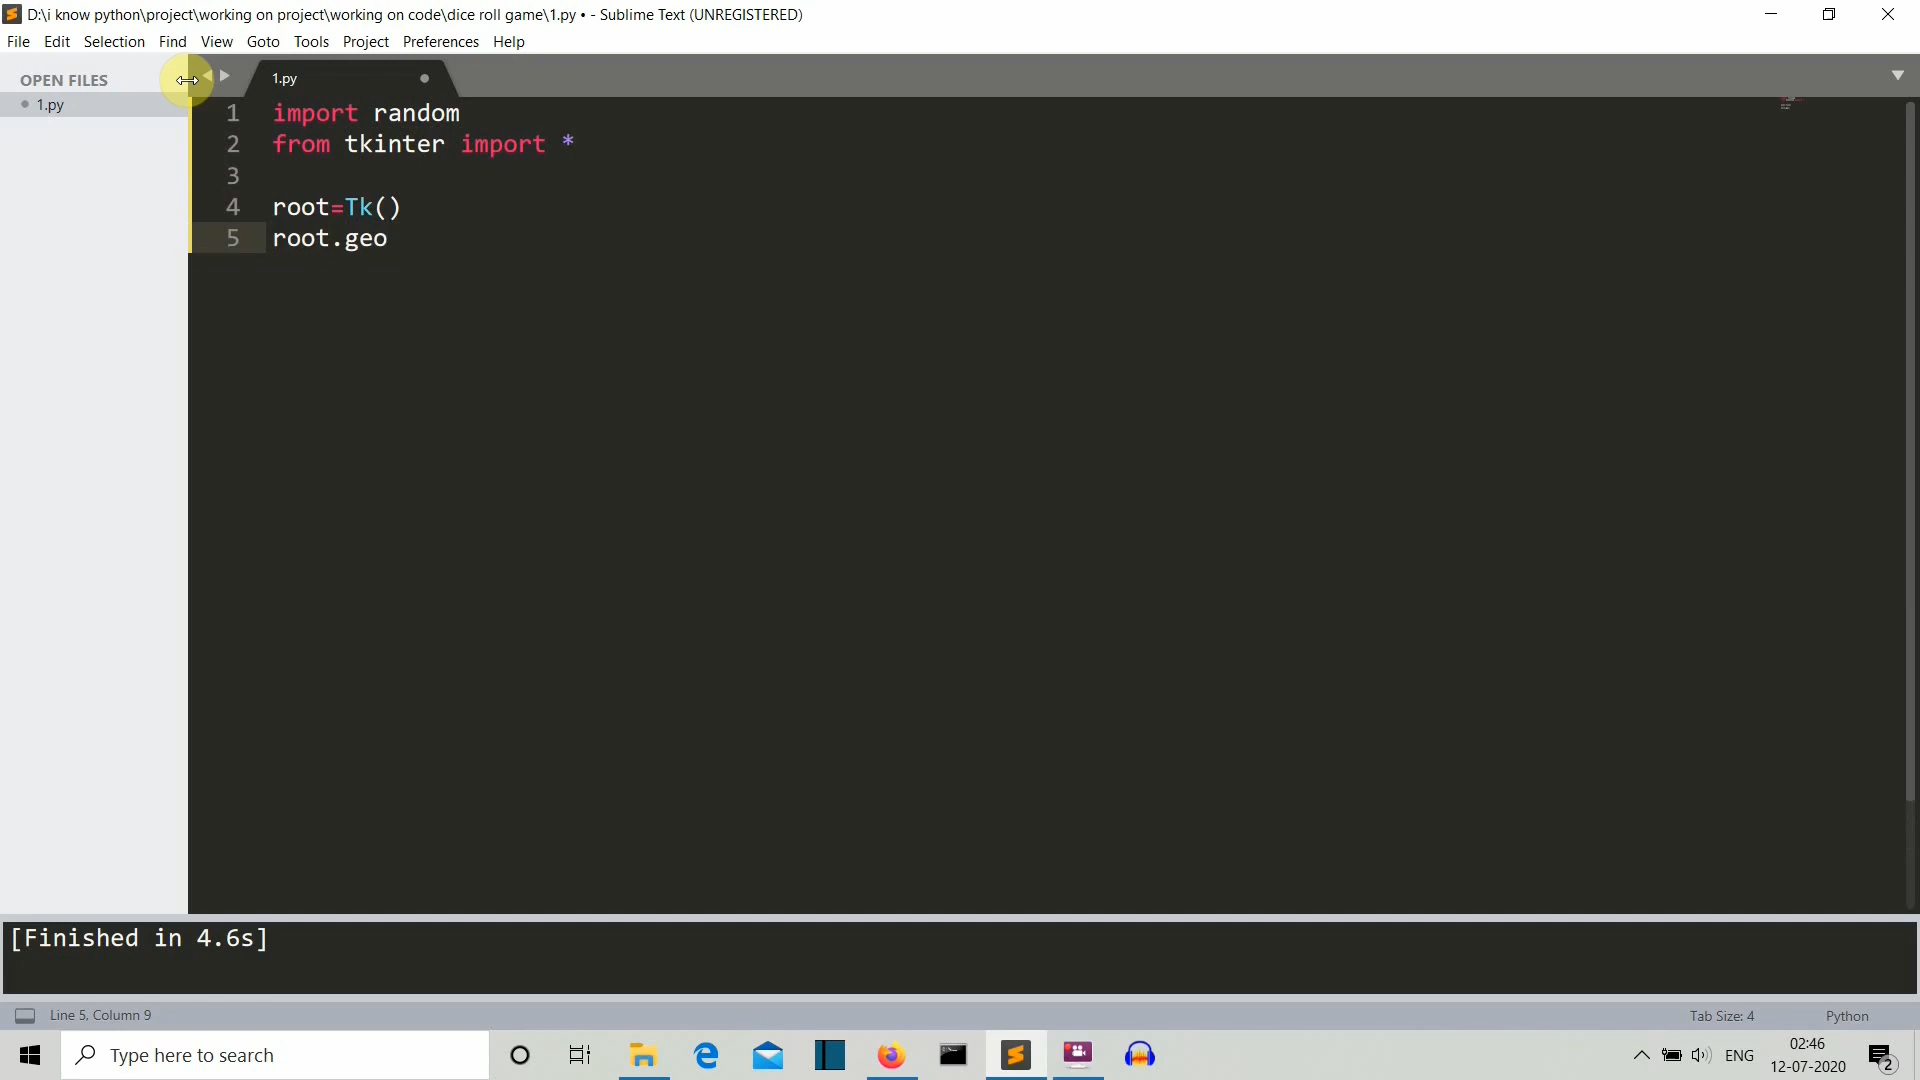 D:\i know python\project\working on project\working on code\dice roll game\1.py • - Sublime Text (UNREGISTERED)
File Edit Selection Find View Goto Tools Project Preferences Help
OPEN FILES
1.py
1.py
1 import random
2 from tkinter import *
3
4 root=Tk()
5 root.geo
[Finished in 4.6s]
Line 5, Column 9
Tab Size: 4
Python
Type here to search
ENG
02:46
12-07-2020
2